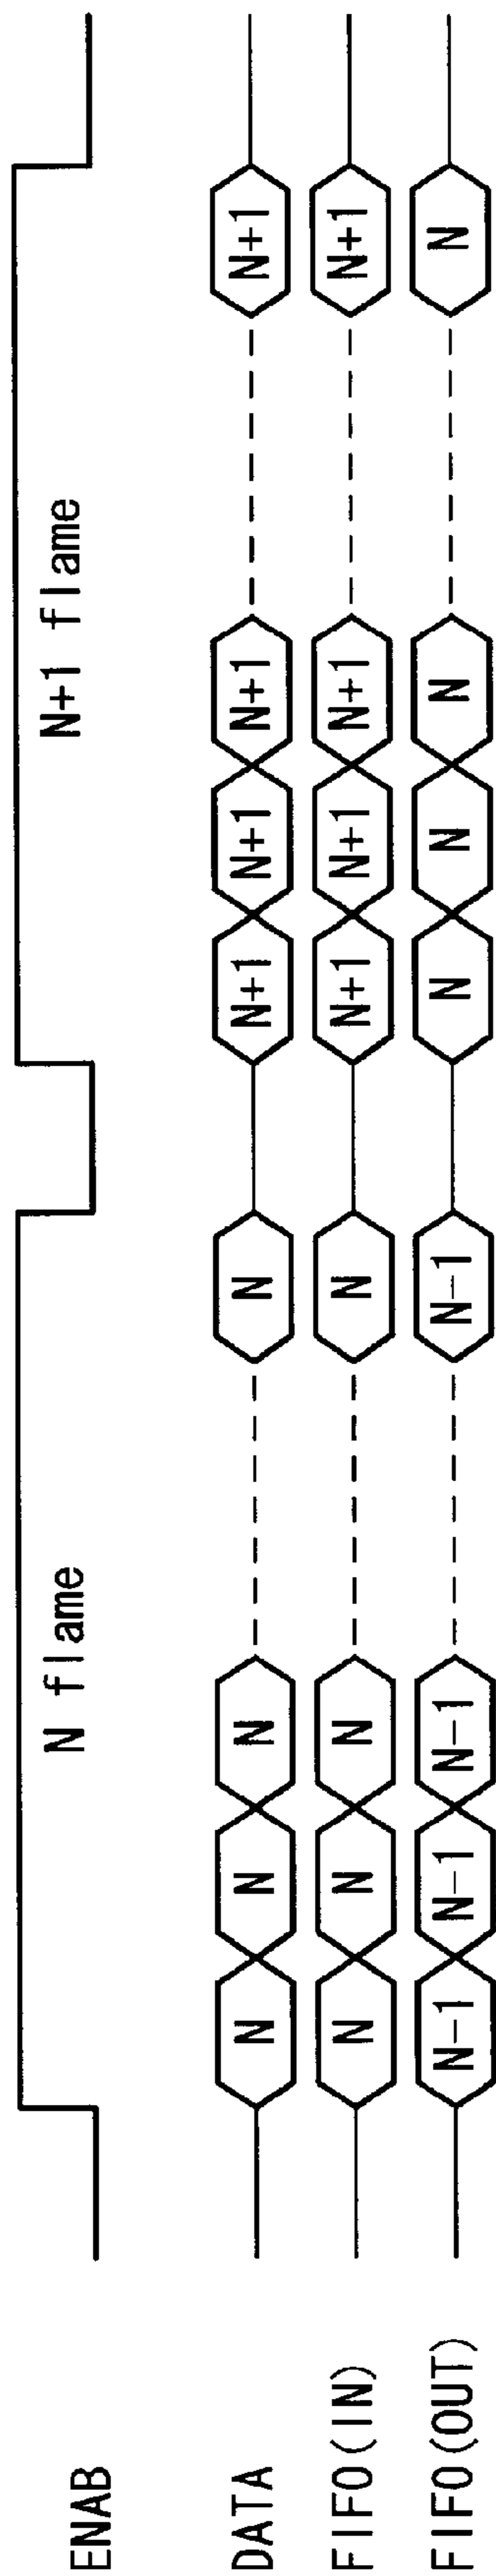 ENAB N flame N+1 flame
DATA N N N N N+1 N+1 N+1 N+1
FIFO(IN) N N N N N+1 N+1 N+1 N+1
FIFO(OUT) N-1 N-1 N-1 N-1 N N N N